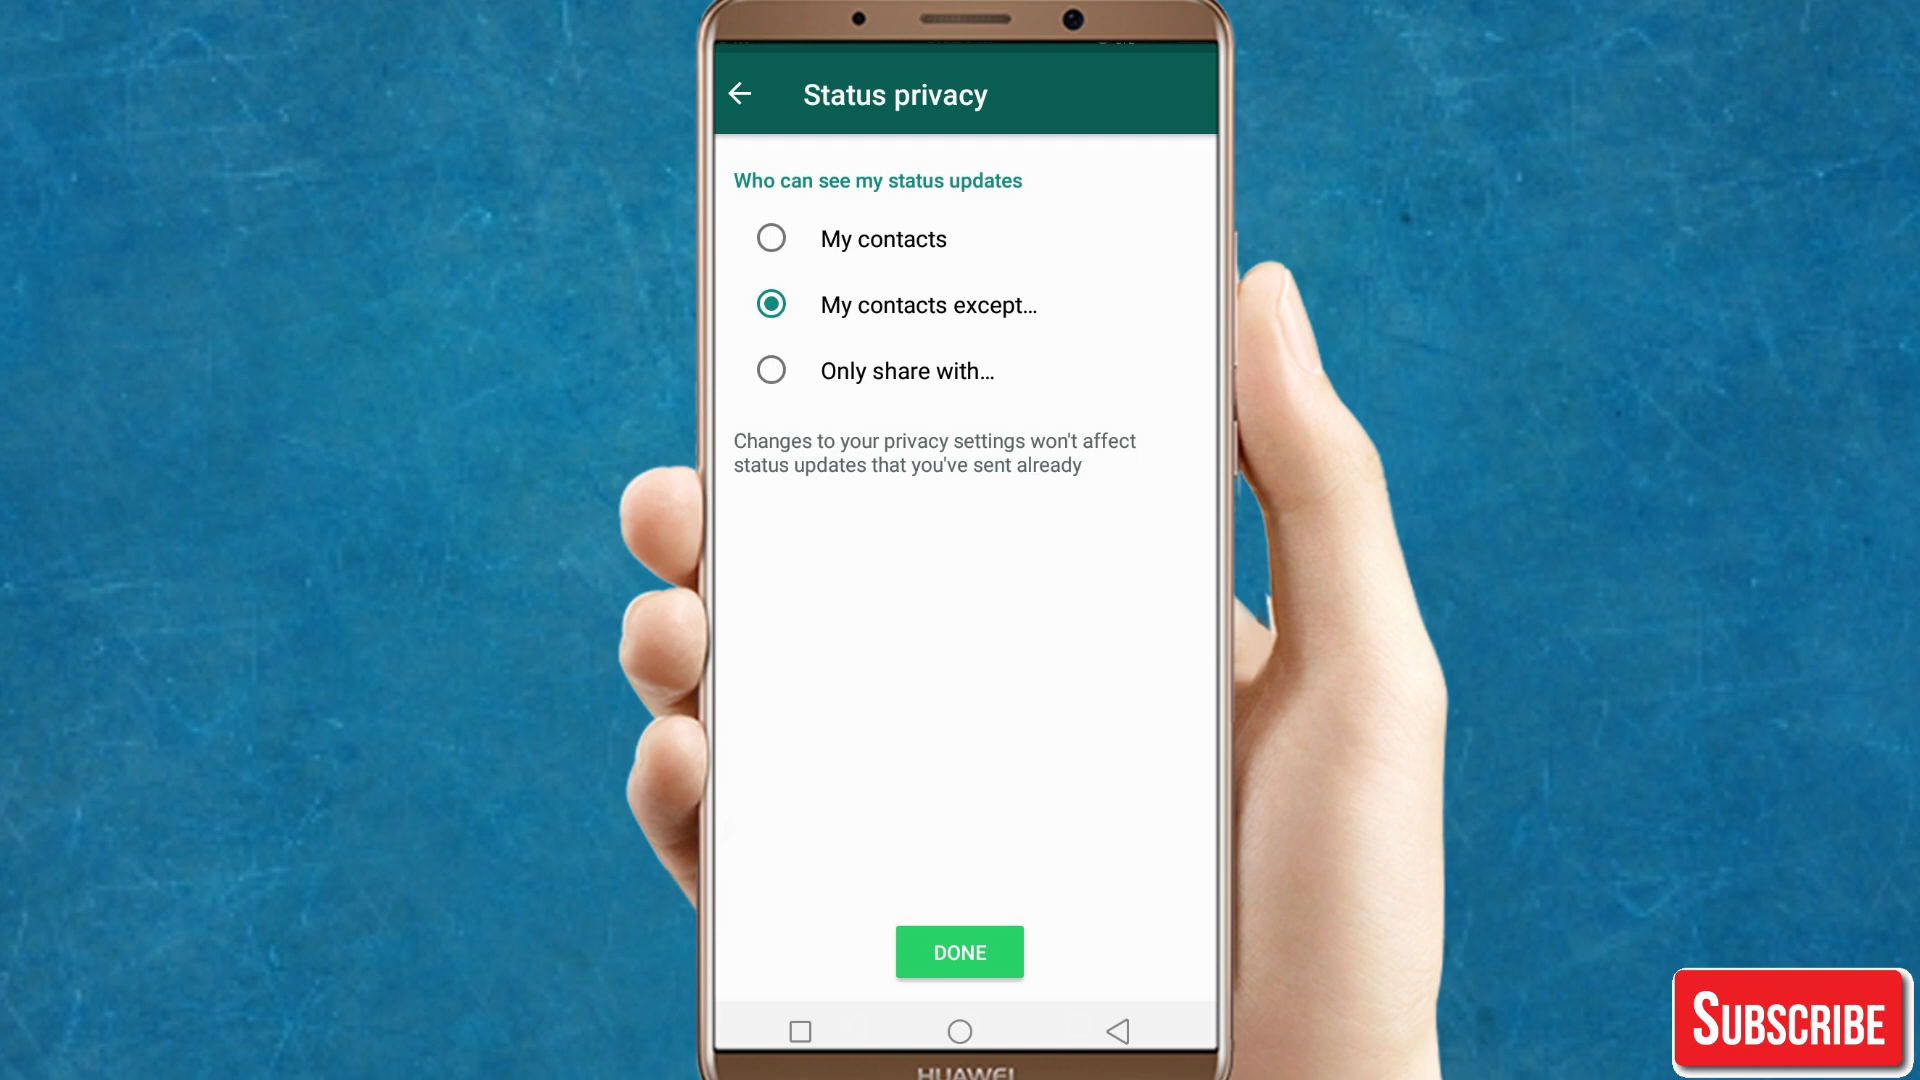 Status privacy
Who can see my status updates
My contacts
My contacts except...
Only share with...
Changes to your privacy settings won't affect
status updates that you've sent already
DONE
HUAWEI
SUBSCRIBE